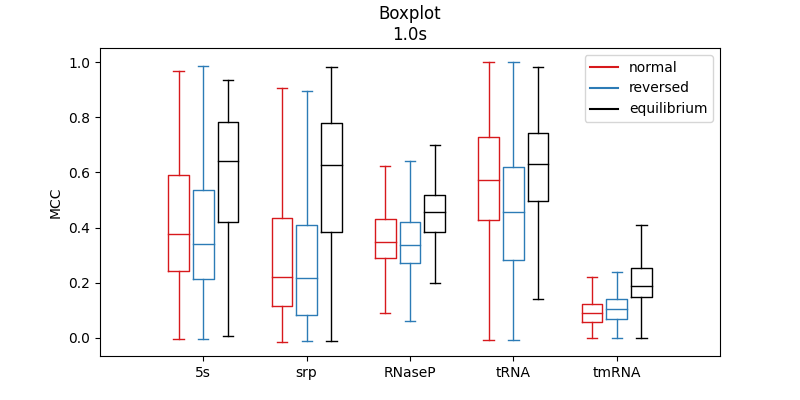 Boxplot
1.0s
1.0
0.8
0.6
0.4
0.2
0.0
MCC
normal
reversed
equilibrium
5s
srp
RNaseP
tRNA
tmRNA